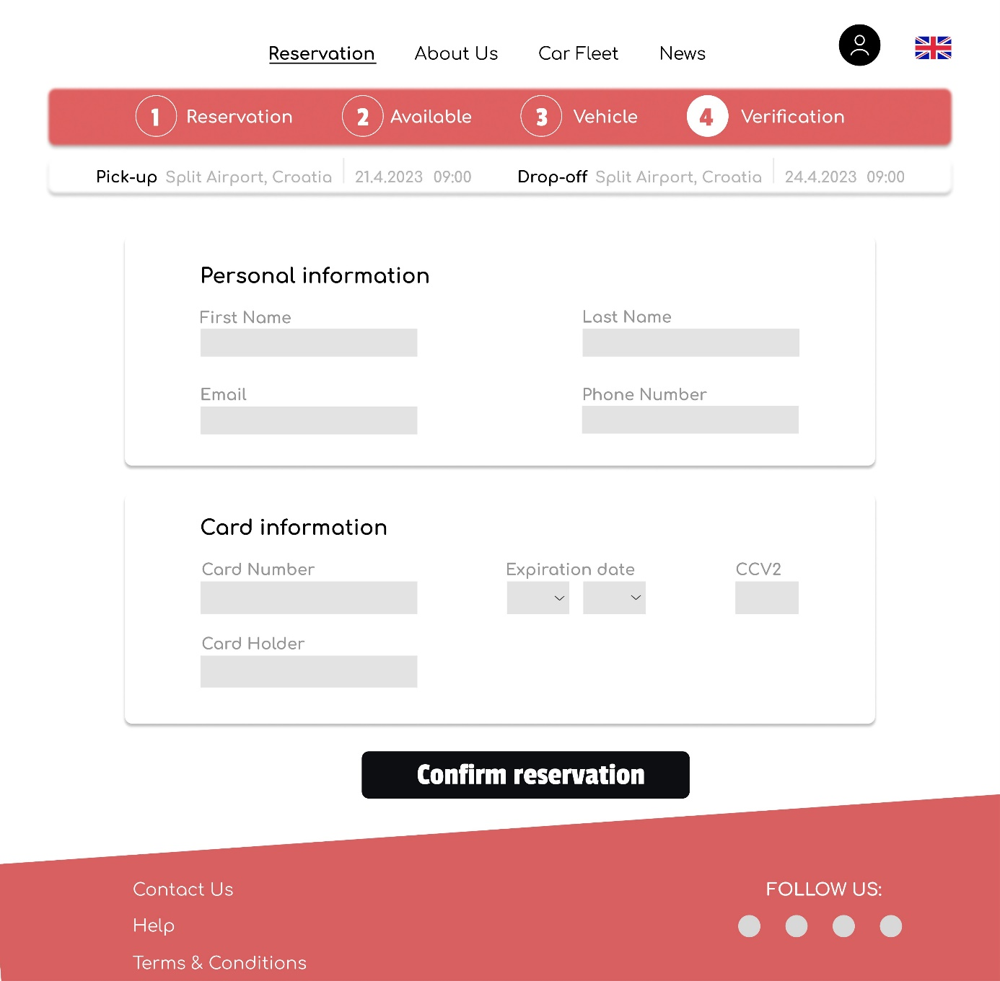 Reservation About Us Car Fleet News
1 Reservation 2 Available 3 Vehicle 4 Verification
Pick-up Split Airport, Croatia 21.4.2023 09:00 Drop-off Split Airport, Croatia 24.4.2023 09:00
Personal information
First Name Last Name
Email Phone Number
Card information
Card Number Expiration date CCV2
Card Holder
Confirm reservation
Contact Us FOLLOW US:
Help
Terms & Conditions